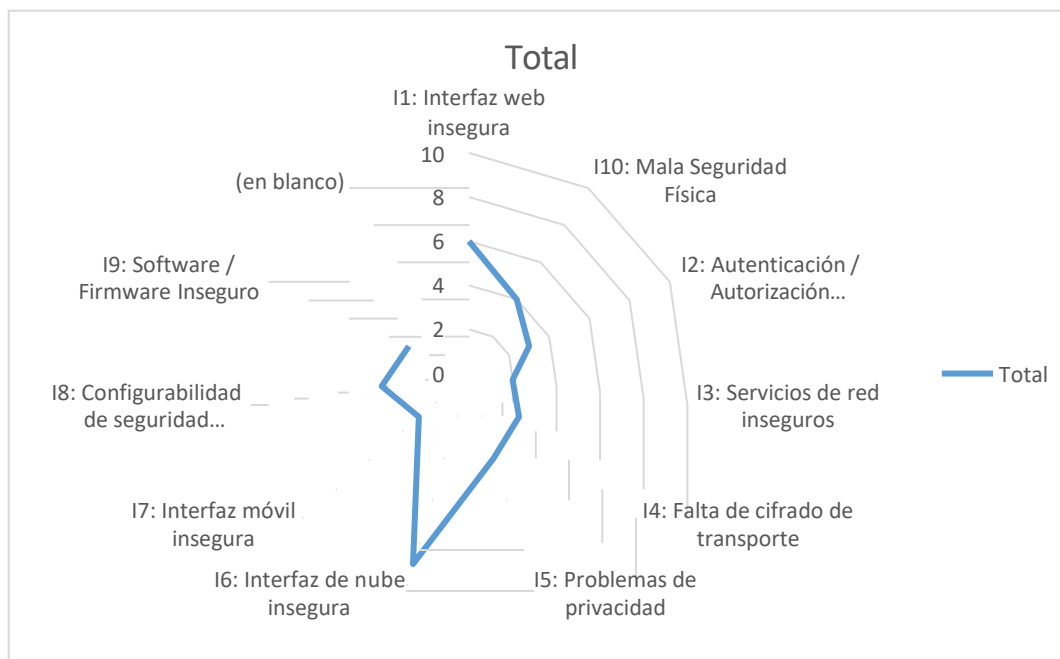 Total
I1: Interfaz web
insegura
10
8
6
4
2
0
I10: Mala Seguridad
Física
I2: Autenticación /
Autorización...
I3: Servicios de red
inseguros
I4: Falta de cifrado de
transporte
I5: Problemas de
privacidad
I6: Interfaz de nube
insegura
I7: Interfaz móvil
insegura
I8: Configurabilidad
de seguridad...
I9: Software /
Firmware Inseguro
(en blanco)
Total